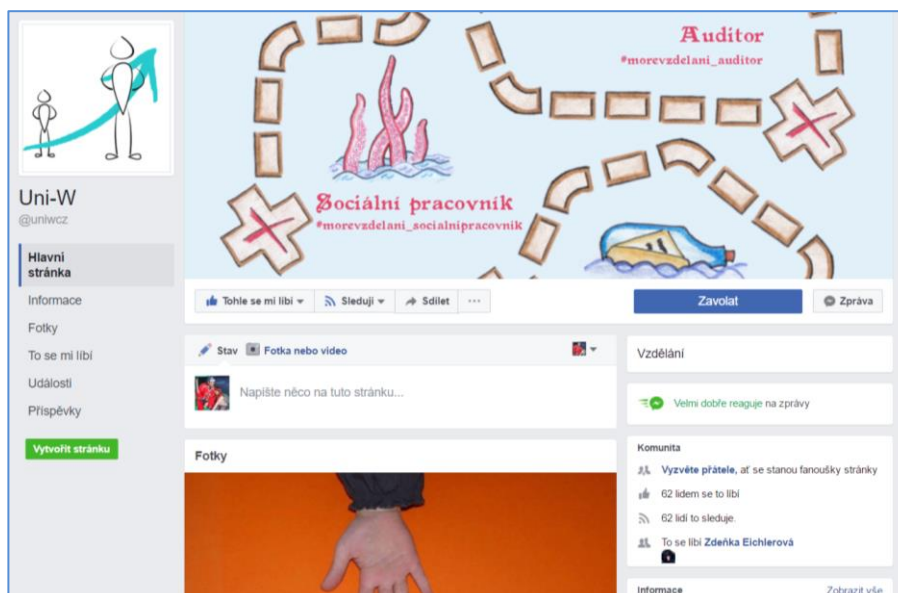 Auditor
#morevzdelani_auditor
Sociální pracovník
#morevzdelani_socialnipracovnik
Uni-W
@uniwcz
Hlavní
stránka
Informace
Fotky
To se mi líbí
Události
Příspěvky
Vytvořit stránku
Tohle se mi líbí
Sleduji
Sdílet
Zavolat
Zpráva
Stav
Fotka nebo video
Napište něco na tuto stránku...
Fotky
Vzdělání
Velmi dobře reaguje na zprávy
Komunita
Vyzvěte přátele, ať se stanou fanoušky stránky
62 lidem se to líbí
62 lidí to sleduje.
To se líbí Zdeňka Eichlerová
Informace Zobrazit vše